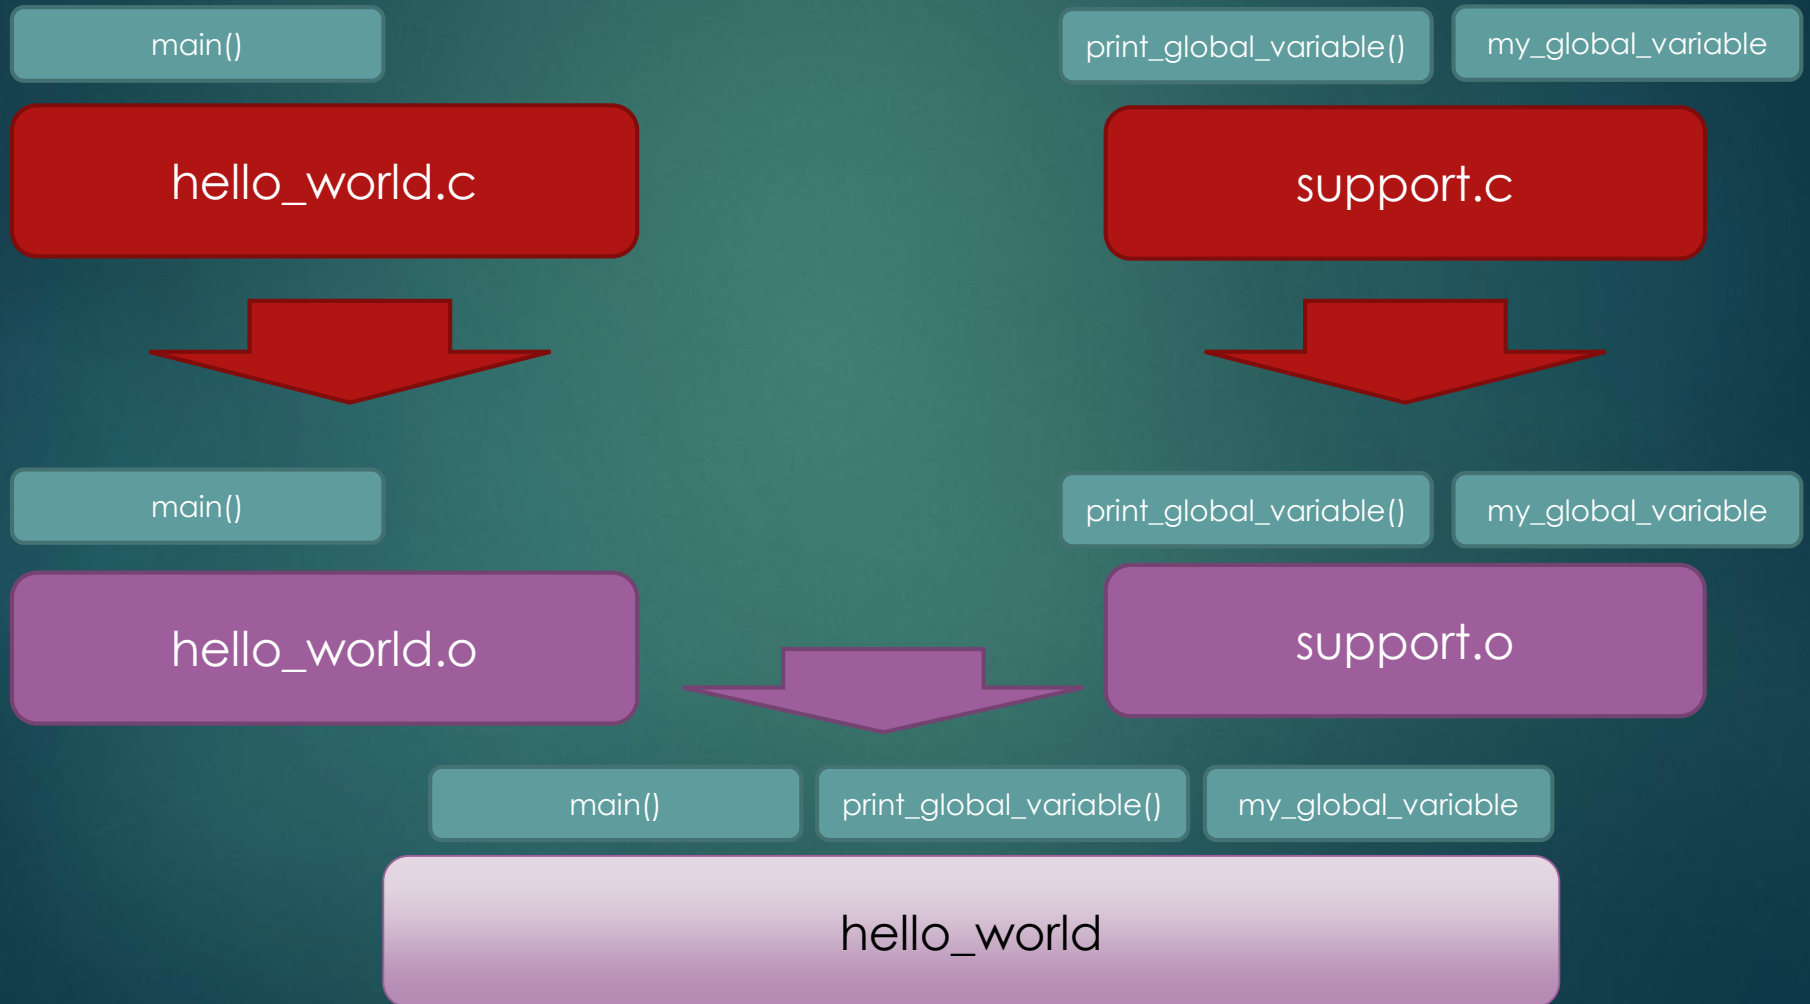 main()
print_global_variable()
my_global_variable
hello_world.c
support.c
main()
print_global_variable()
my_global_variable
hello_world.o
support.o
main()
print_global_variable()
my_global_variable
hello_world